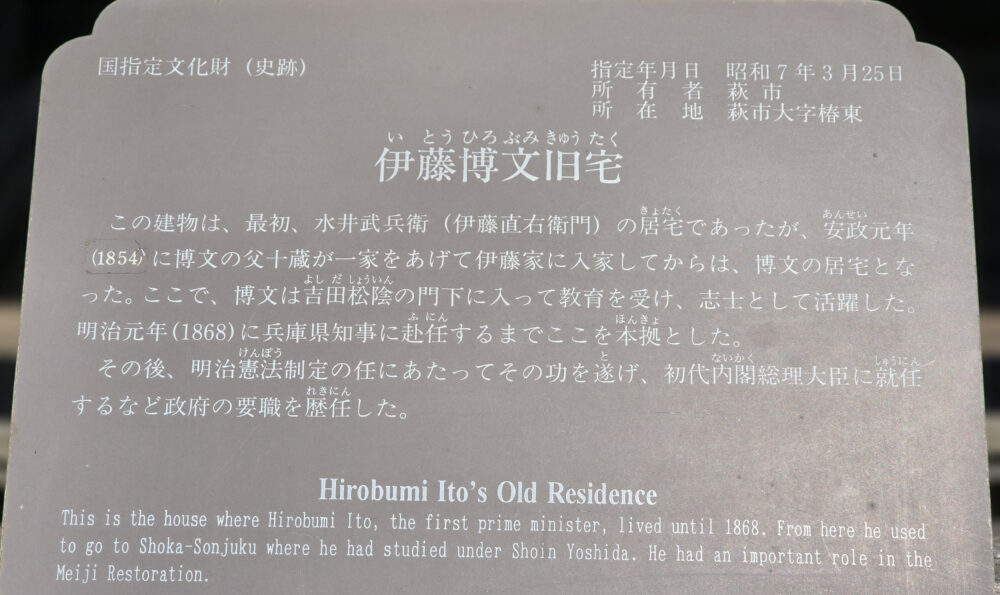 国指定文化財（史跡）
指定年月日　昭和７年３月25日
所有者　萩市
所在地　萩市大字椿東
いとうひろぶみきゅうたく
伊藤博文旧宅
きょたく　あんせい
この建物は、最初、水井武兵衛（伊藤直右衛門）の居宅であったが、安政元年
(1854)に博文の父十蔵が一家をあげて伊藤家に入家してからは、博文の居宅とな
よしだしょういん
った。ここで、博文は吉田松陰の門下に入って教育を受け、志士として活躍した。
ふにん　ほんきょ
明治元年(1868)に兵庫県知事に赴任するまでここを本拠とした。
けんぽう　と　ないかく　しゅうにん
その後、明治憲法制定の任にあたってその功を遂げ、初代内閣総理大臣に就任
れきにん
するなど政府の要職を歴任した。
Hirobumi Ito's Old Residence
This is the house where Hirobumi Ito, the first prime minister, lived until 1868. From here he used
to go to Shoka-Sonjuku where he had studied under Shoin Yoshida. He had an important role in the
Meiji Restoration.